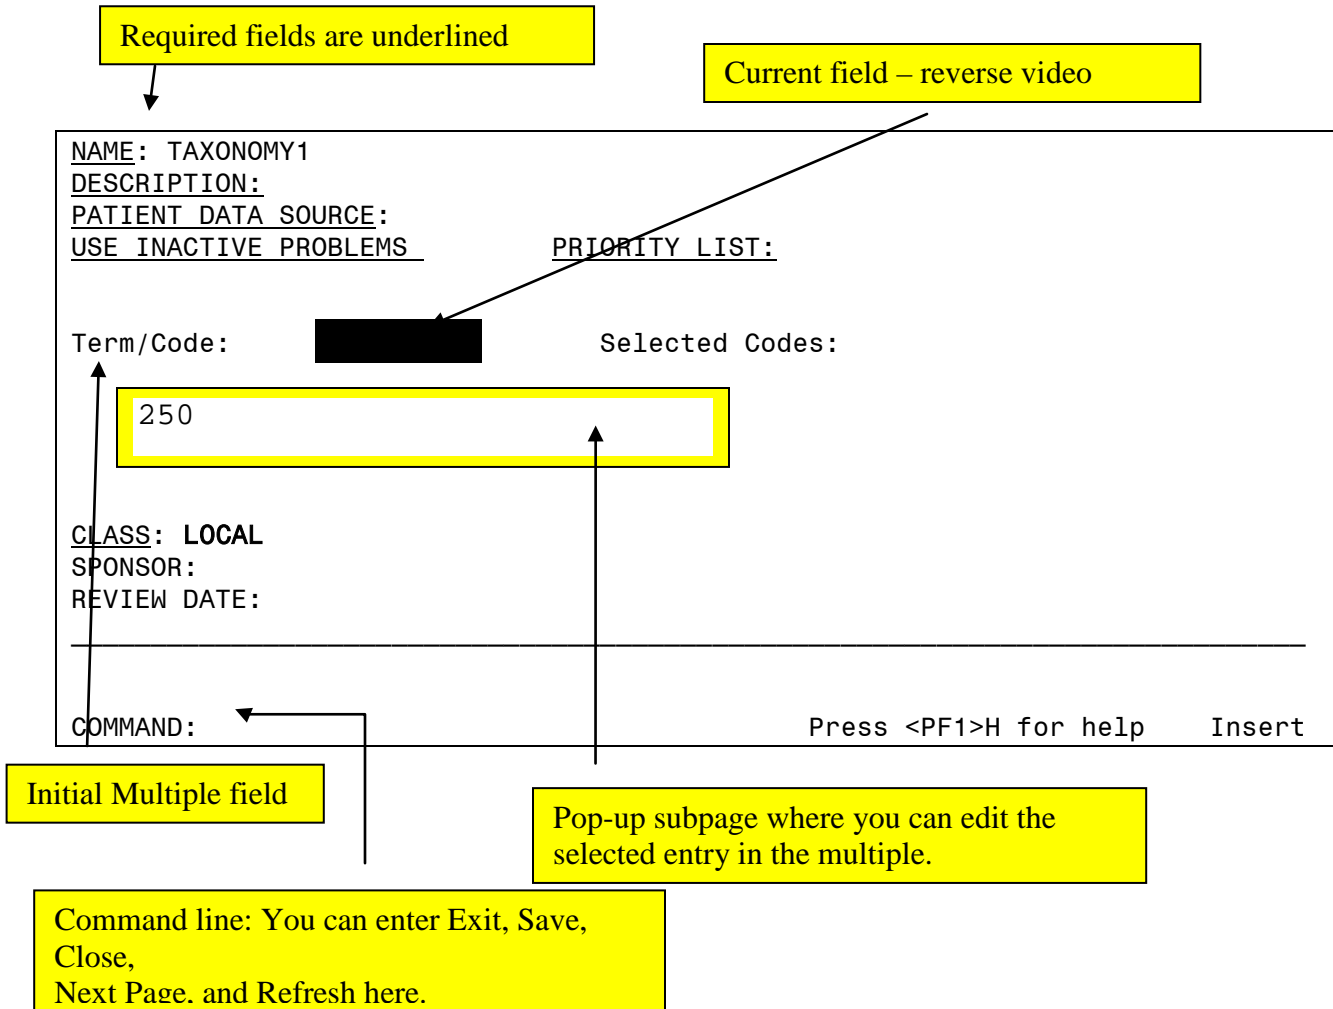 Required fields are underlined
Current field – reverse video
NAME: TAXONOMY1
DESCRIPTION:
PATIENT DATA SOURCE:
USE INACTIVE PROBLEMS PRIORITY LIST:
Term/Code: Selected Codes:
250
CLASS: LOCAL
SPONSOR:
REVIEW DATE:
COMMAND: Press <PF1>H for help Insert
Initial Multiple field
Pop-up subpage where you can edit the
selected entry in the multiple.
Command line: You can enter Exit, Save,
Close,
Next Page, and Refresh here.